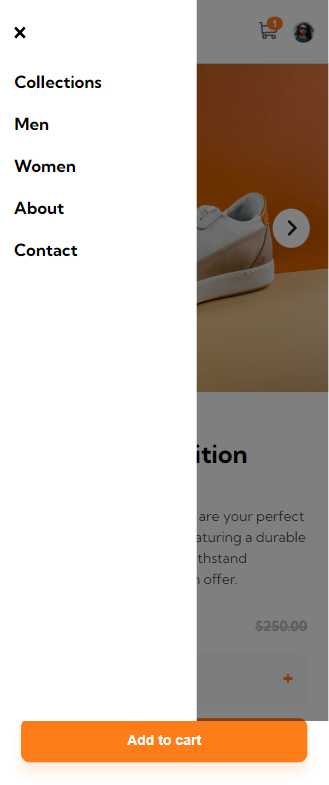 1
Collections
Men
Women
About
Contact
ition
are your perfect
aturing a durable
thstand
offer.
$250.00
+
Add to cart